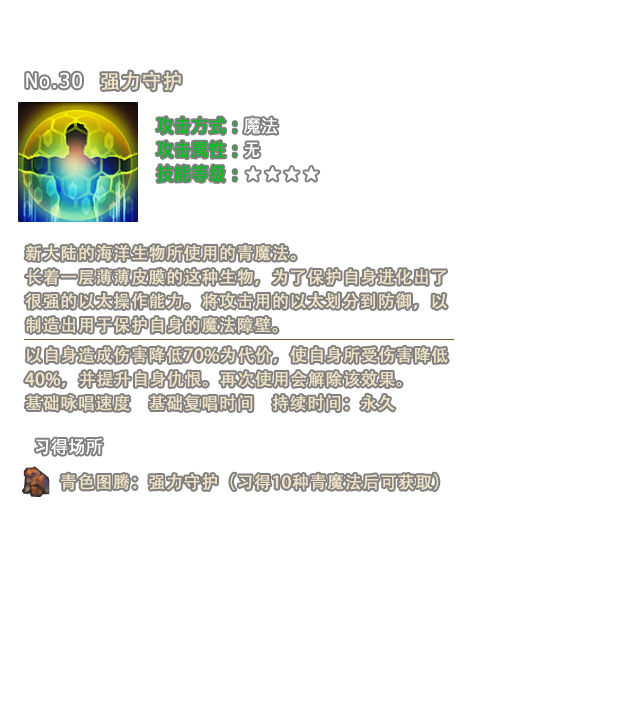 No.30 强力守护
攻击方式：魔法
攻击属性：无
技能等级：☆☆☆☆
新大陆的海洋生物所使用的青魔法。
长着一层薄薄皮膜的这种生物，为了保护自身进化出了
很强的以太操作能力。将攻击用的以太划分到防御，以
制造出用于保护自身的魔法障壁。
以自身造成伤害降低70%为代价，使自身所受伤害降低
40%，并提升自身仇恨。再次使用会解除该效果。
基础咏唱速度 基础复唱时间 持续时间：永久
习得场所
青色图腾：强力守护（习得10种青魔法后可获取）